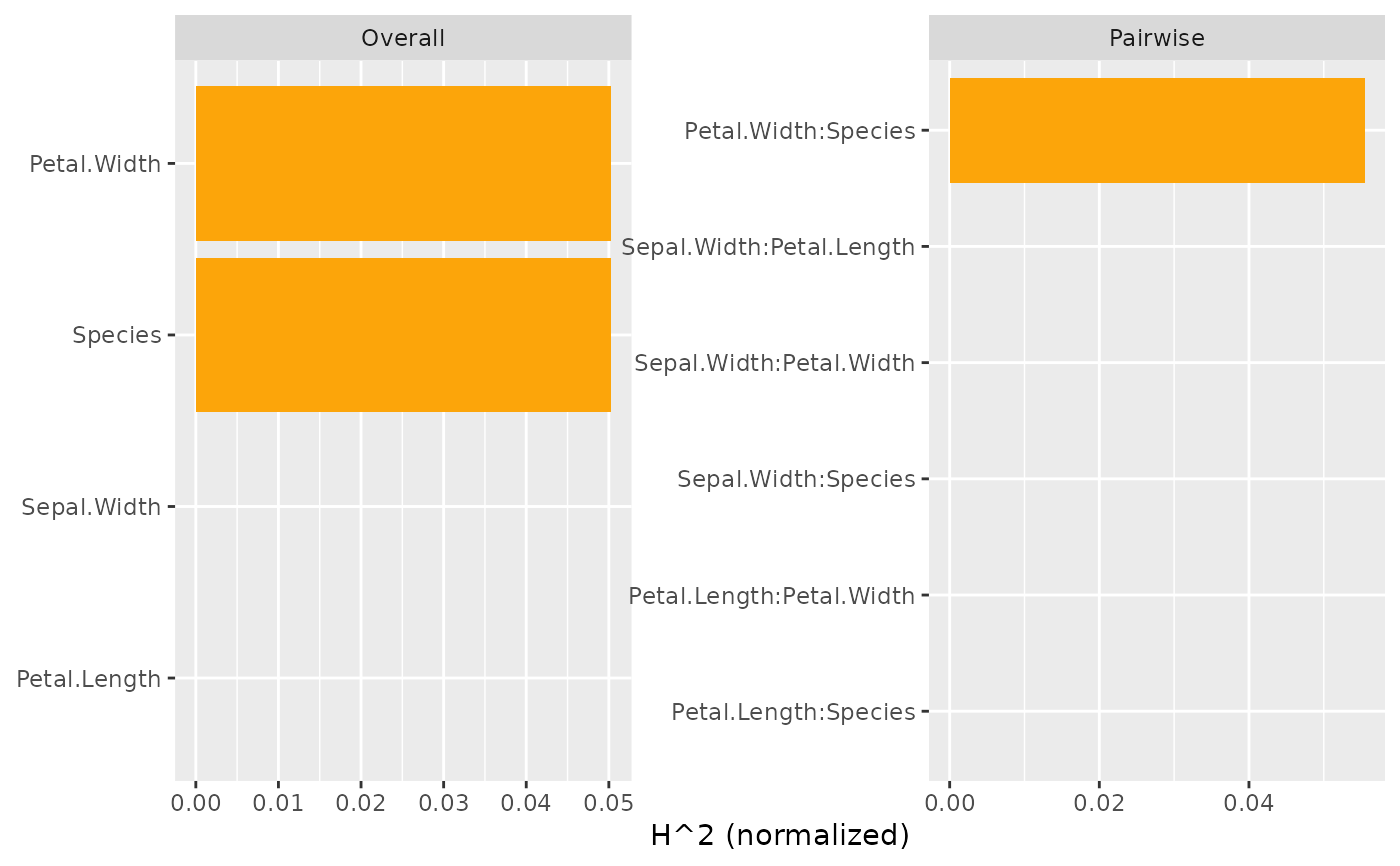 Overall
Petal.Width
Species
Sepal.Width
Petal.Length
0.00 0.01 0.02 0.03 0.04 0.05
Pairwise
Petal.Width:Species
Sepal.Width:Petal.Length
Sepal.Width:Petal.Width
Sepal.Width:Species
Petal.Length:Petal.Width
Petal.Length:Species
0.00 0.02 0.04
H^2 (normalized)